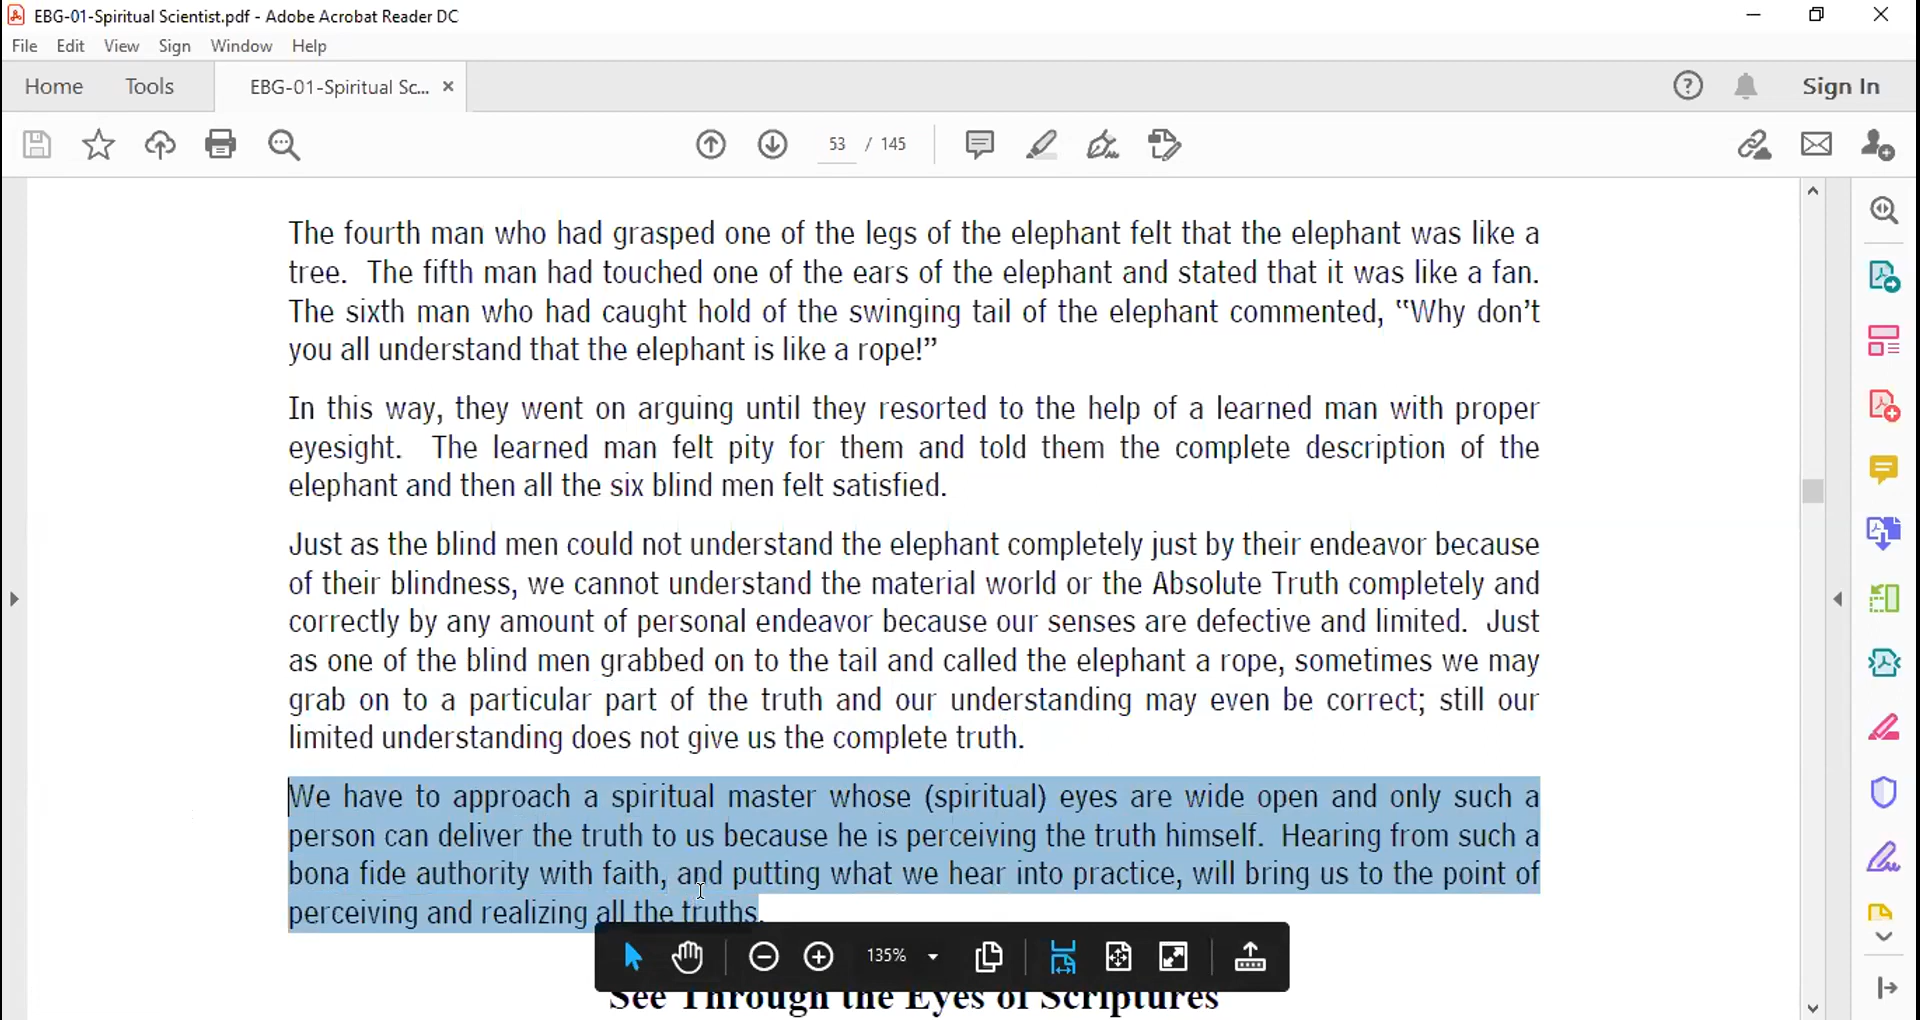 EBG-01-Spiritual Scientist.pdf - Adobe Acrobat Reader DC
File Edit View Sign Window Help
Home Tools EBG-01-Spiritual Sc... × Sign In
53 / 145
The fourth man who had grasped one of the legs of the elephant felt that the elephant was like a
tree. The fifth man had touched one of the ears of the elephant and stated that it was like a fan.
The sixth man who had caught hold of the swinging tail of the elephant commented, “Why don’t
you all understand that the elephant is like a rope!”
In this way, they went on arguing until they resorted to the help of a learned man with proper
eyesight. The learned man felt pity for them and told them the complete description of the
elephant and then all the six blind men felt satisfied.
Just as the blind men could not understand the elephant completely just by their endeavor because
of their blindness, we cannot understand the material world or the Absolute Truth completely and
correctly by any amount of personal endeavor because our senses are defective and limited. Just
as one of the blind men grabbed on to the tail and called the elephant a rope, sometimes we may
grab on to a particular part of the truth and our understanding may even be correct; still our
limited understanding does not give us the complete truth.
We have to approach a spiritual master whose (spiritual) eyes are wide open and only such a
person can deliver the truth to us because he is perceiving the truth himself. Hearing from such a
bona fide authority with faith, and putting what we hear into practice, will bring us to the point of
perceiving and realizing all the truths.
135%
See Through the Eyes of Scriptures